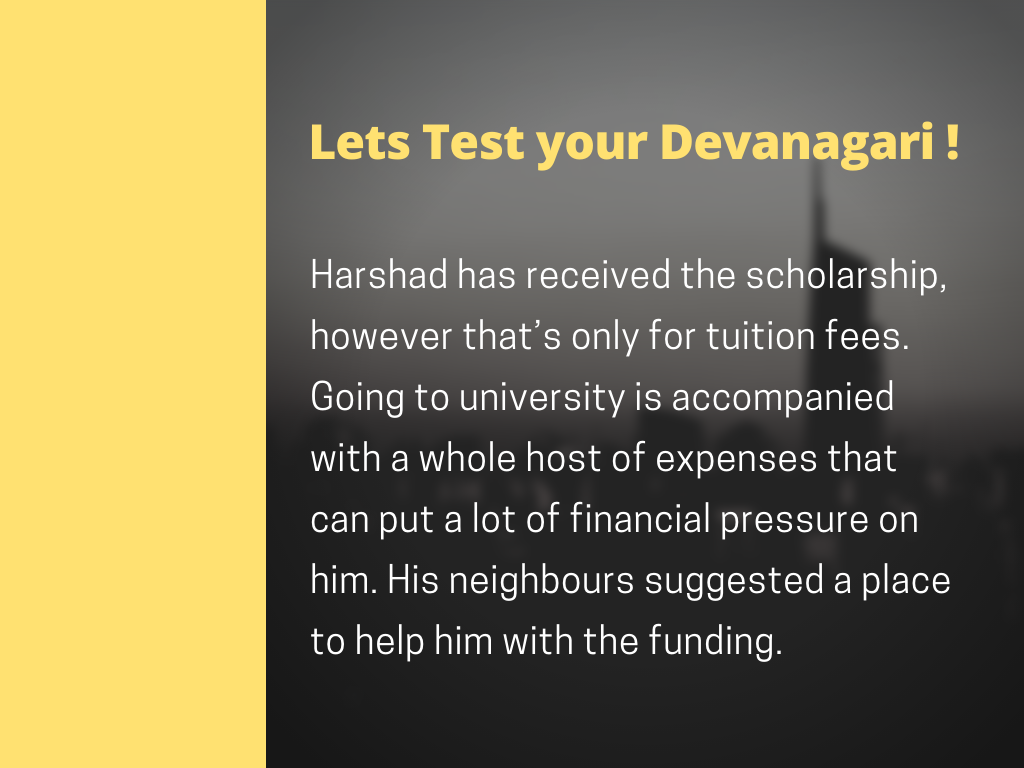 Lets Test your Devanagari !
Harshad has received the scholarship,
however that’s only for tuition fees.
Going to university is accompanied
with a whole host of expenses that
can put a lot of financial pressure on
him. His neighbours suggested a place
to help him with the funding.